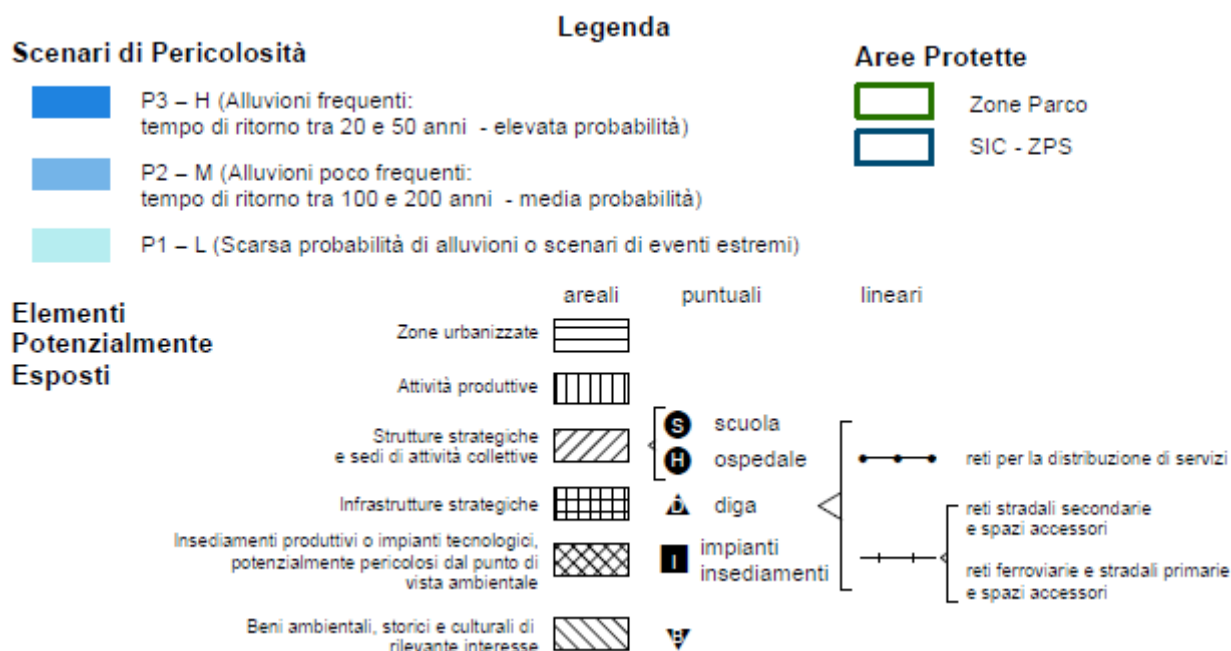 Legenda
Scenari di Pericolosità
P3 – H (Alluvioni frequenti:
tempo di ritorno tra 20 e 50 anni - elevata probabilità)
P2 – M (Alluvioni poco frequenti:
tempo di ritorno tra 100 e 200 anni - media probabilità)
P1 – L (Scarsa probabilità di alluvioni o scenari di eventi estremi)
Aree Protette
Zone Parco
SIC - ZPS
Elementi
Potenzialmente
Esposti
areali puntuali lineari
Zone urbanizzate
Attività produttive
Strutture strategiche
e sedi di attività collettive
S scuola
H ospedale
Infrastrutture strategiche
D diga
Insediamenti produttivi o impianti tecnologici,
potenzialmente pericolosi dal punto di
vista ambientale
I impianti
insediamenti
Beni ambientali, storici e culturali di
rilevante interesse
B
reti per la distribuzione di servizi
reti stradali secondarie
e spazi accessori
reti ferroviarie e stradali primarie
e spazi accessori